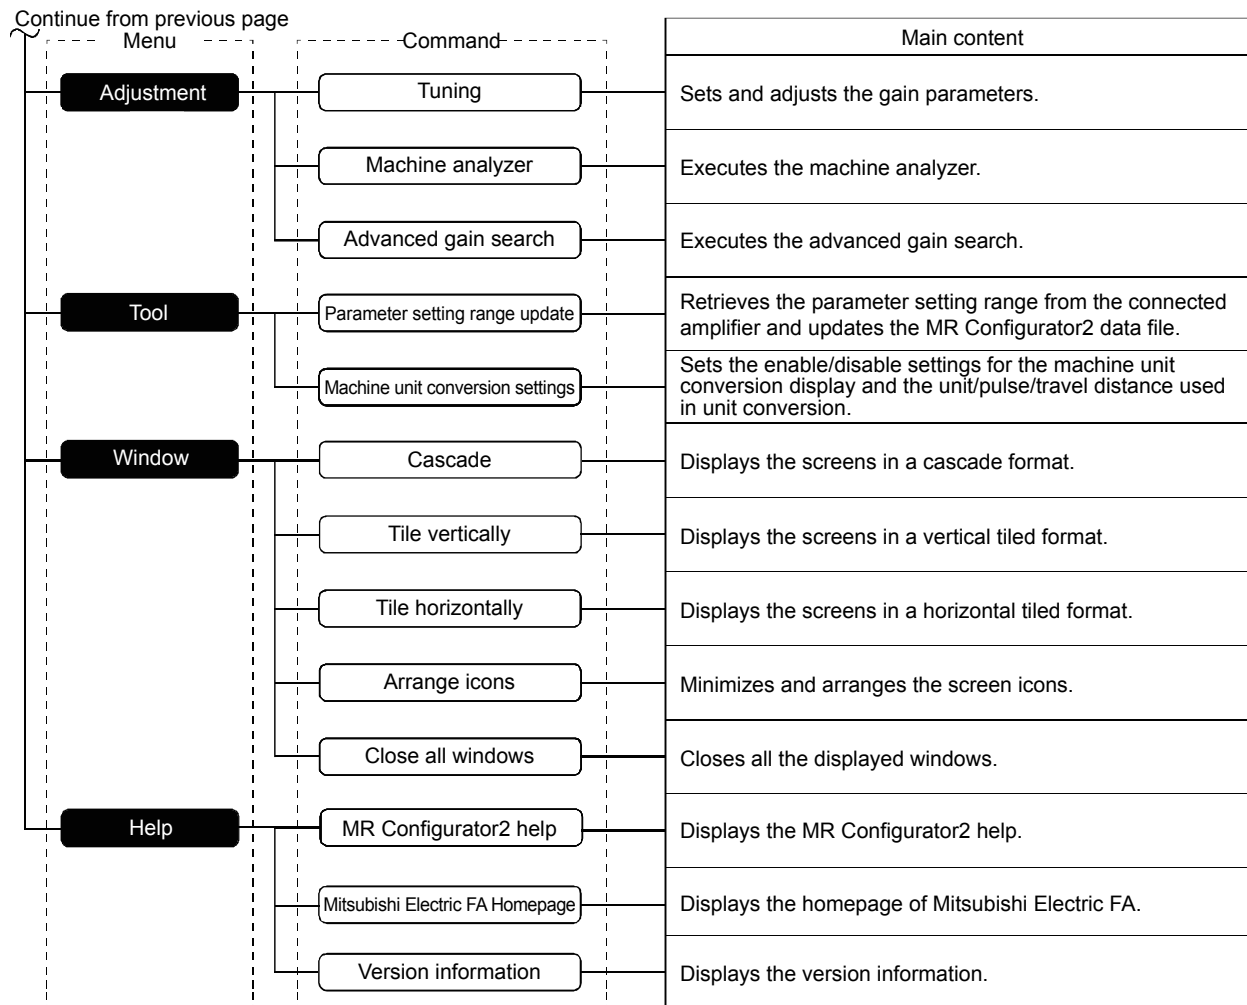 Continue from previous page
Menu
Command
Main content
Adjustment
Tuning
Sets and adjusts the gain parameters.
Machine analyzer
Executes the machine analyzer.
Advanced gain search
Executes the advanced gain search.
Tool
Parameter setting range update
Retrieves the parameter setting range from the connected
amplifier and updates the MR Configurator2 data file.
Machine unit conversion settings
Sets the enable/disable settings for the machine unit
conversion display and the unit/pulse/travel distance used
in unit conversion.
Window
Cascade
Displays the screens in a cascade format.
Tile vertically
Displays the screens in a vertical tiled format.
Tile horizontally
Displays the screens in a horizontal tiled format.
Arrange icons
Minimizes and arranges the screen icons.
Close all windows
Closes all the displayed windows.
Help
MR Configurator2 help
Displays the MR Configurator2 help.
Mitsubishi Electric FA Homepage
Displays the homepage of Mitsubishi Electric FA.
Version information
Displays the version information.